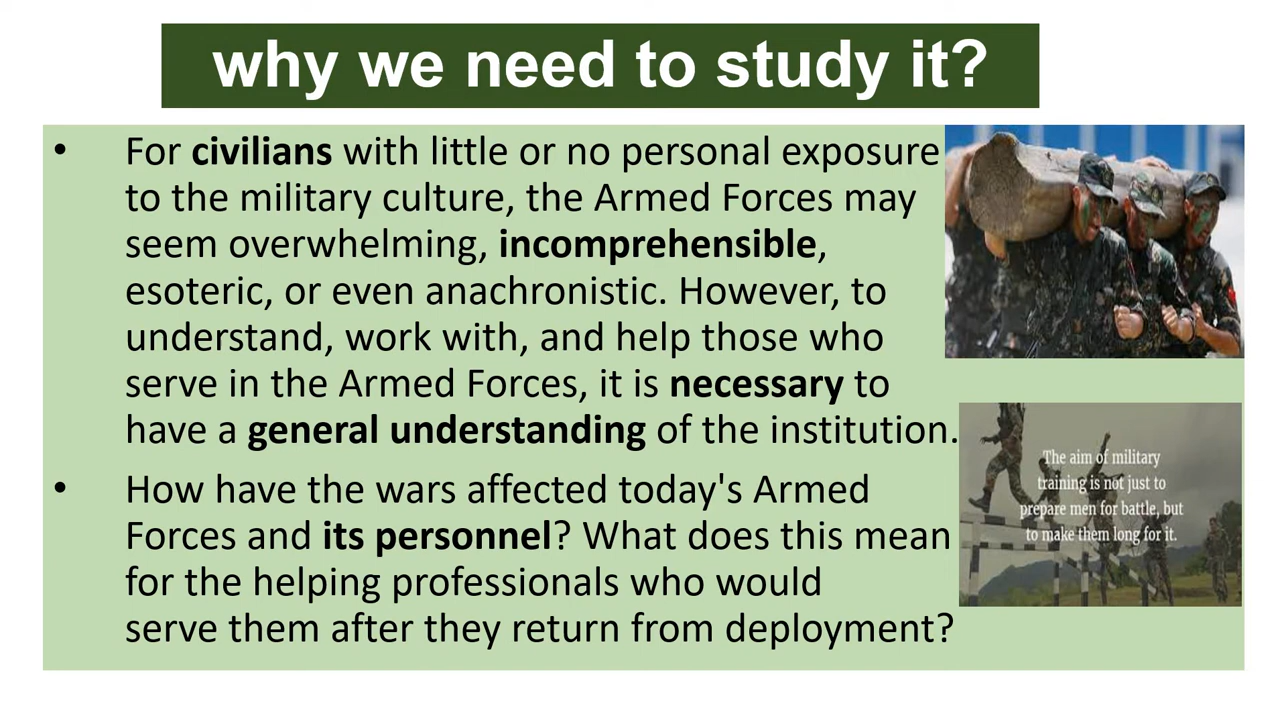 why we need to study it?
• For civilians with little or no personal exposure
to the military culture, the Armed Forces may
seem overwhelming, incomprehensible,
esoteric, or even anachronistic. However, to
understand, work with, and help those who
serve in the Armed Forces, it is necessary to
have a general understanding of the institution.
• How have the wars affected today's Armed
Forces and its personnel? What does this mean
for the helping professionals who would
serve them after they return from deployment?
The aim of military
training is not just to
prepare men for battle, but
to make them long for it.